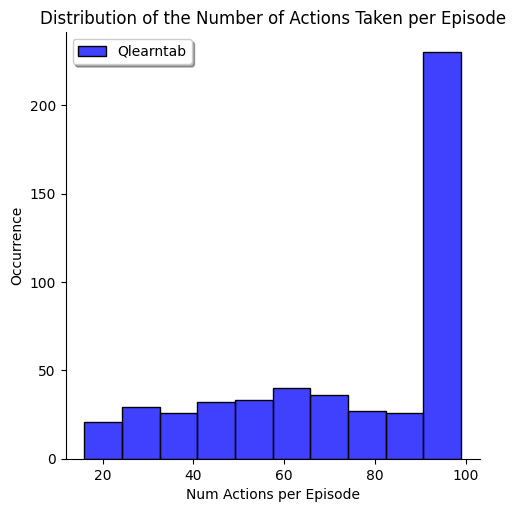 Distribution of the Number of Actions Taken per Episode
Qlearntab
200
150
100
50
0
Occurrence
20 40 60 80 100
Num Actions per Episode